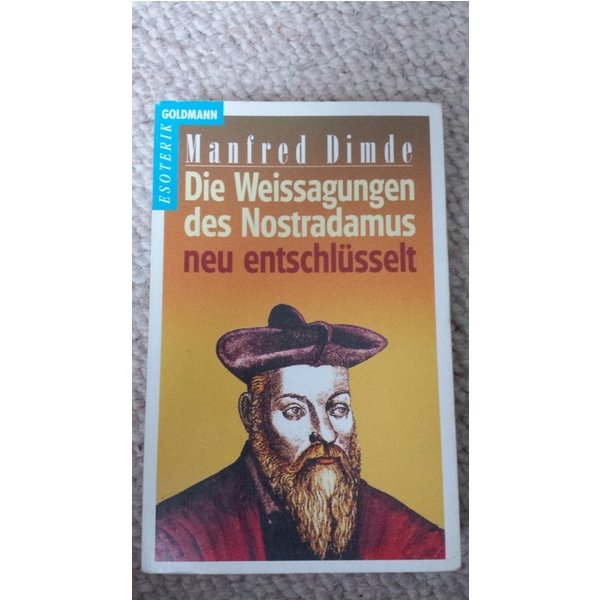 GOLDMANN
ESOTERIK
Manfred Dimde
Die Weissagungen
des Nostradamus
neu entschlüsselt